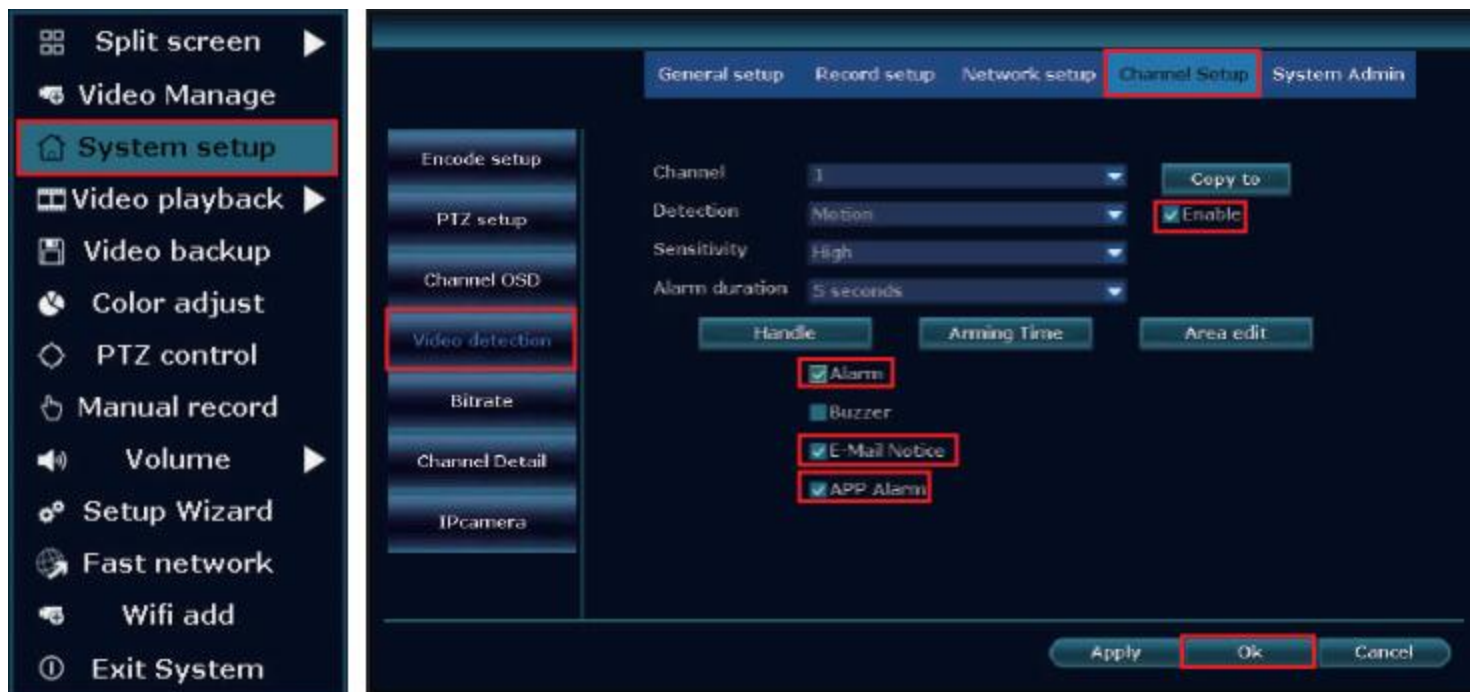 Split screen
Video Manage
System setup
Video playback
Video backup
Color adjust
PTZ control
Manual record
Volume
Setup Wizard
Fast network
Wifi add
Exit System
General setup Record setup Network setup Channel Setup System Admin
Encode setup
PTZ setup
Channel OSD
Video detection
Bitrate
Channel Detail
IPcamera
Channel 1 Copy to
Detection Motion Enable
Sensitivity High
Alarm duration 5 seconds
Handle Arming Time Area edit
Alarm
Buzzer
E-Mail Notice
APP Alarm
Apply Ok Cancel